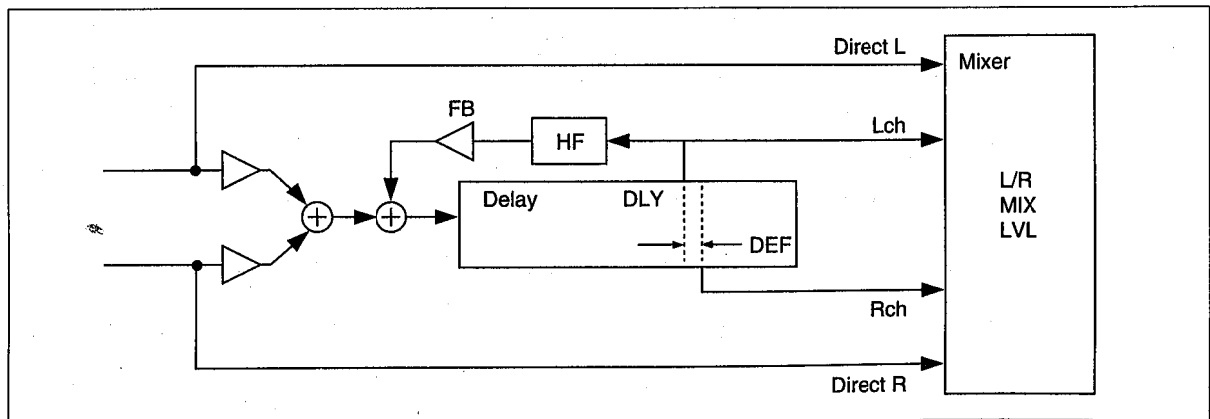 Direct L
Mixer
FB
HF
Lch
L/R
MIX
LVL
Delay
DLY
DEF
Rch
Direct R